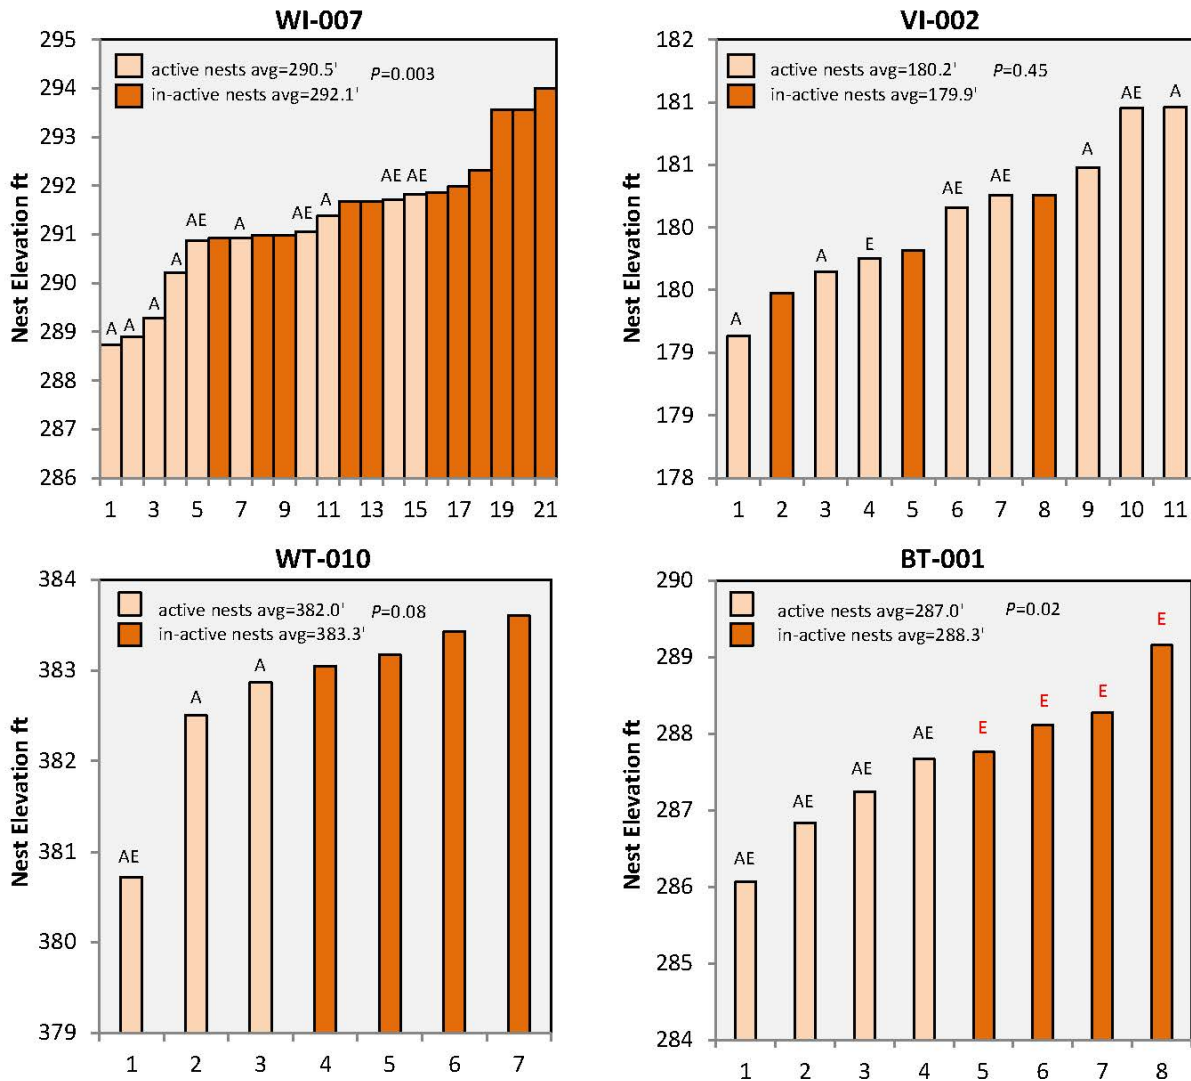 WI-007
Nest Elevation ft
295
294
293
292
291
290
289
288
287
286
active nests avg=290.5' P=0.003
in-active nests avg=292.1'
A A A A AE A AE A AE AE
1 3 5 7 9 11 13 15 17 19 21
VI-002
Nest Elevation ft
182
181
181
180
180
179
179
178
active nests avg=180.2' P=0.45
in-active nests avg=179.9'
A A E AE AE A AE A
1 2 3 4 5 6 7 8 9 10 11
WT-010
Nest Elevation ft
384
383
382
381
380
379
active nests avg=382.0' P=0.08
in-active nests avg=383.3'
AE A A
1 2 3 4 5 6 7
BT-001
Nest Elevation ft
290
289
288
287
286
285
284
active nests avg=287.0' P=0.02
in-active nests avg=288.3'
AE AE AE AE E E E E
1 2 3 4 5 6 7 8